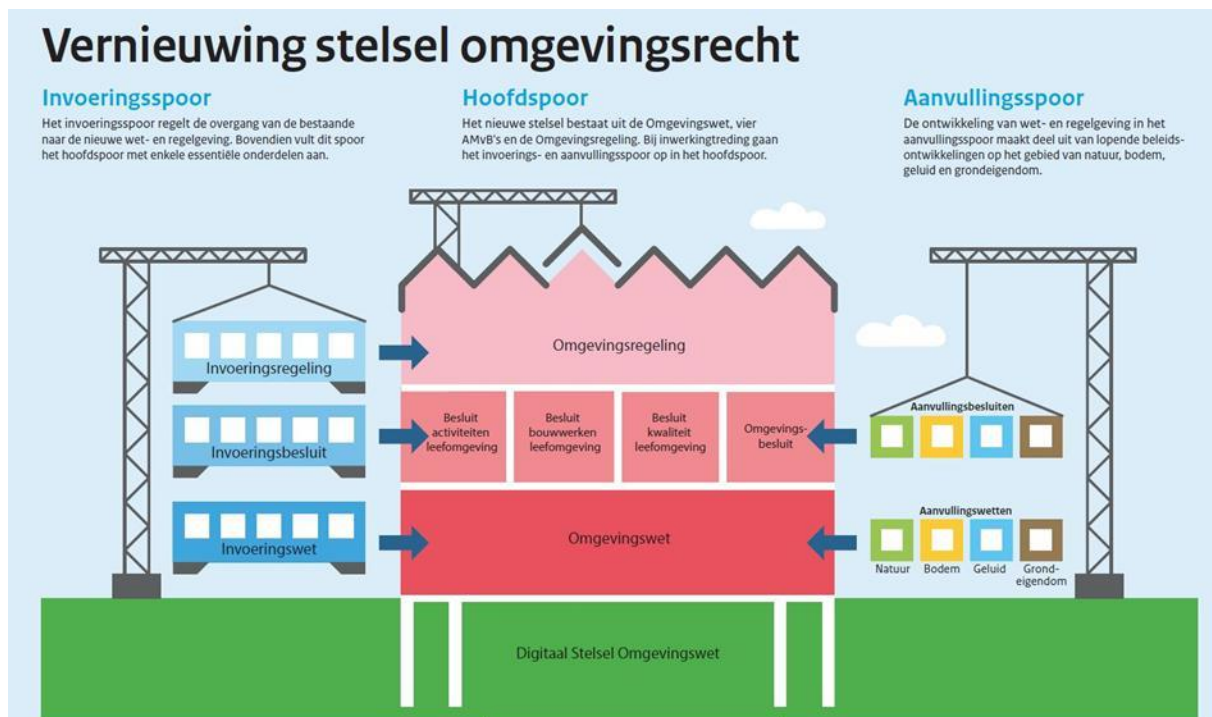 Vernieuwing stelsel omgevingsrecht
Invoeringsspoor
Het invoeringsspoor regelt de overgang van de bestaande
naar de nieuwe wet- en regelgeving. Bovendien vult dit spoor
het hoofdspoor met enkele essentiële onderdelen aan.
Hoofdspoor
Het nieuwe stelsel bestaat uit de Omgevingswet, vier
AMvB's en de Omgevingsregeling. Bij inwerkingtreding gaan
het invoerings- en aanvullingsspoor op in het hoofdspoor.
Aanvullingsspoor
De ontwikkeling van wet- en regelgeving in het
aanvullingsspoor maakt deel uit van lopende beleids-
ontwikkelingen op het gebied van natuur, bodem,
geluid en grondeigendom.
Invoeringsregeling
Invoeringsbesluit
Invoeringswet
Omgevingsregeling
Besluit
activiteiten
leefomgeving
Besluit
bouwwerken
leefomgeving
Besluit
kwaliteit
leefomgeving
Omgevings-
besluit
Omgevingswet
Digitaal Stelsel Omgevingswet
Aanvullingsbesluiten
Aanvullingswetten
Natuur
Bodem
Geluid
Grond-
eigendom